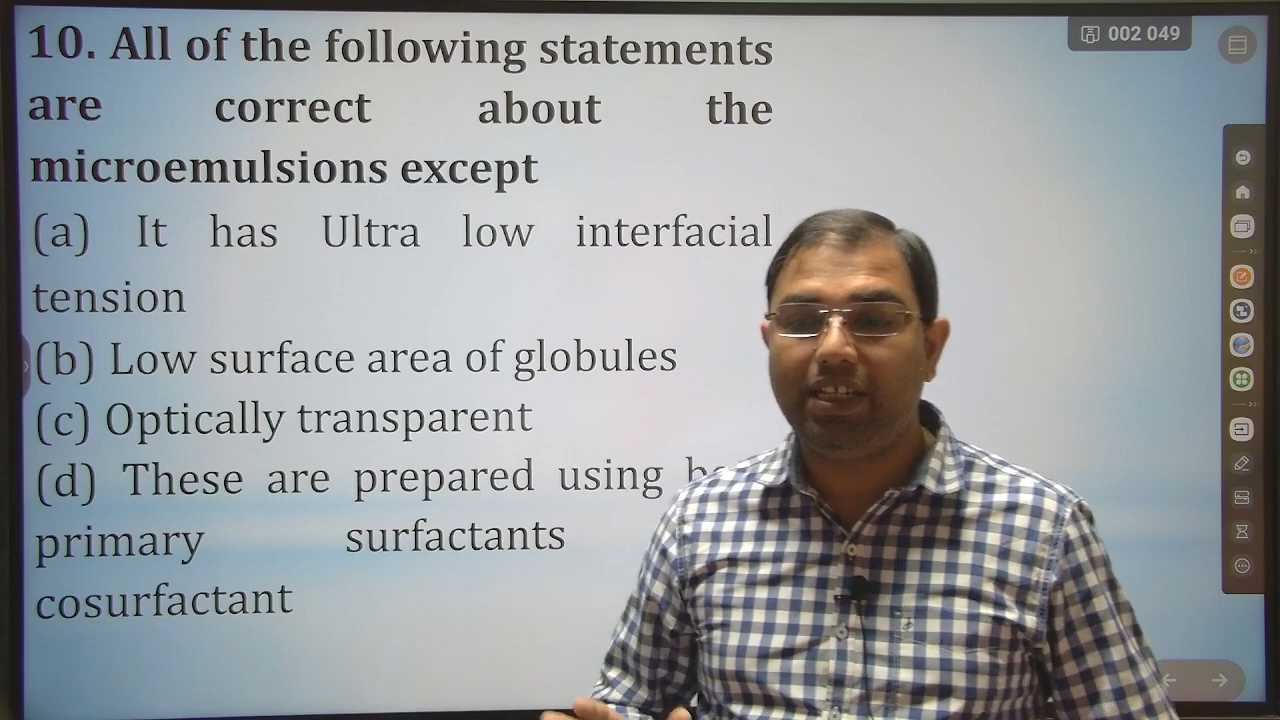 10. All of the following statements
are correct about the
microemulsions except
(a) It has Ultra low interfacial
tension
(b) Low surface area of globules
(c) Optically transparent
(d) These are prepared using
primary surfactants
cosurfactant
002 049